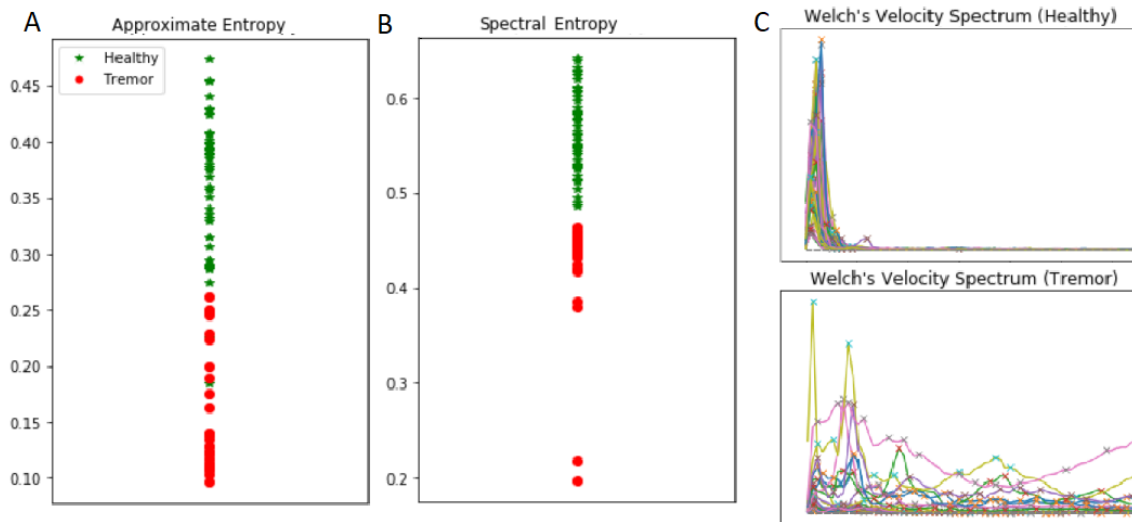 A
Approximate Entropy
Healthy
Tremor
0.45
0.40
0.35
0.30
0.25
0.20
0.15
0.10
B
Spectral Entropy
0.6
0.5
0.4
0.3
0.2
C
Welch's Velocity Spectrum (Healthy)
Welch's Velocity Spectrum (Tremor)